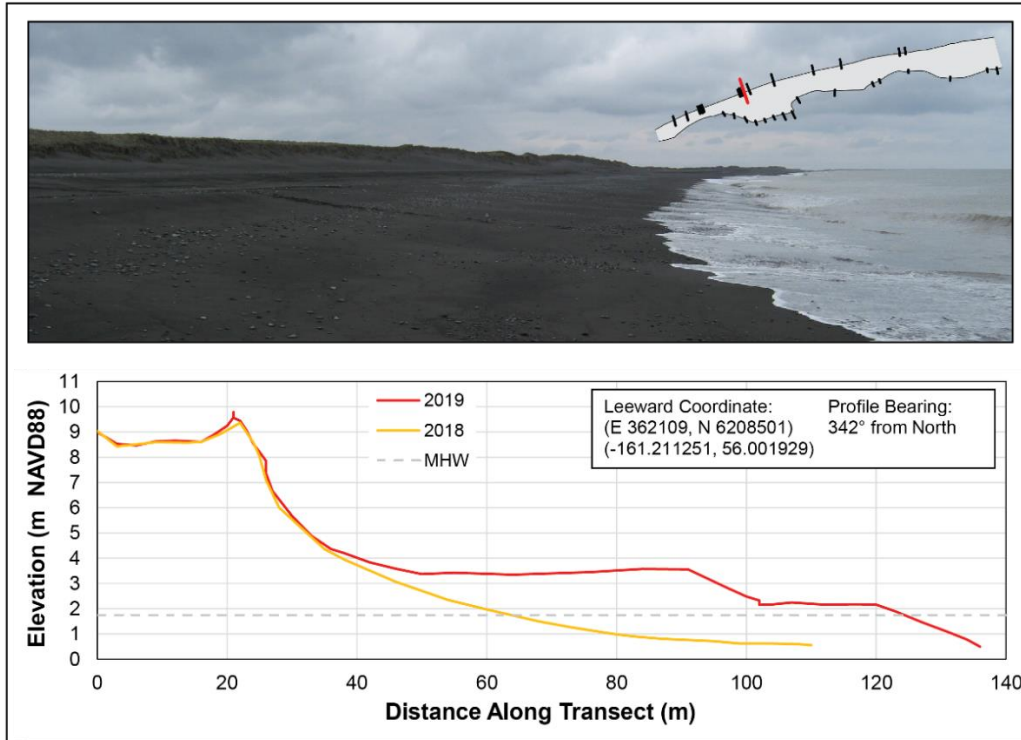 11
10
9
8
7
6
5
4
3
2
1
0
Elevation (m NAVD88)
2019
2018
MHW
Leeward Coordinate:
(E 362109, N 6208501)
(-161.211251, 56.001929)
Profile Bearing:
342° from North
0 20 40 60 80 100 120 140
Distance Along Transect (m)